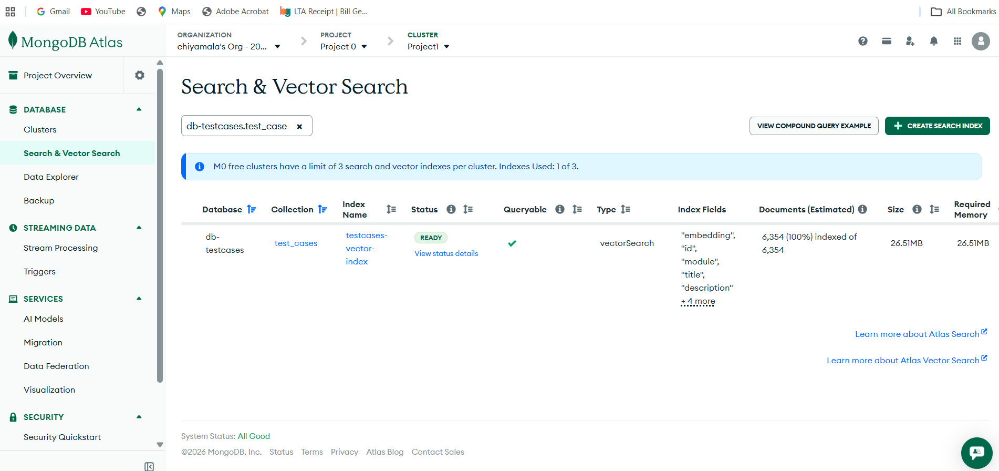 Gmail
YouTube
Maps
Adobe Acrobat
LTA Receipt | Bill Ge...
All Bookmarks
MongoDB Atlas
ORGANIZATION
chiyamala's Org - 20...
PROJECT
Project 0
CLUSTER
Project1
Project Overview
DATABASE
Clusters
Search & Vector Search
Data Explorer
Backup
STREAMING DATA
Stream Processing
Triggers
SERVICES
AI Models
Migration
Data Federation
Visualization
SECURITY
Security Quickstart
Search & Vector Search
db-testcases.test_case
VIEW COMPOUND QUERY EXAMPLE
CREATE SEARCH INDEX
M0 free clusters have a limit of 3 search and vector indexes per cluster. Indexes Used: 1 of 3.
Database
Collection
Index
Name
Status
Queryable
Type
Index Fields
Documents (Estimated)
Size
Required
Memory
db-
testcases
test_cases
testcases-
vector-
index
READY
View status details
vectorSearch
"embedding",
"id",
"module",
"title",
"description"
+ 4 more
6,354 (100%) indexed of
6,354
26.51MB
26.51MB
Learn more about Atlas Search
Learn more about Atlas Vector Search
System Status: All Good
©2026 MongoDB, Inc. Status Terms Privacy Atlas Blog Contact Sales